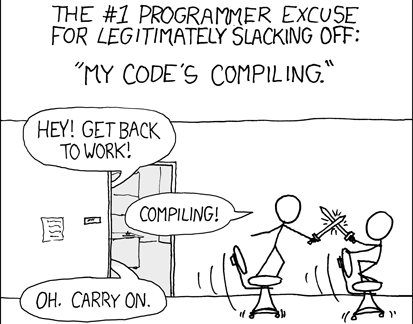 THE #1 PROGRAMMER EXCUSE
FOR LEGITIMATELY SLACKING OFF:
"MY CODE'S COMPILING."
HEY! GET BACK
TO WORK!
COMPILING!
OH. CARRY ON.